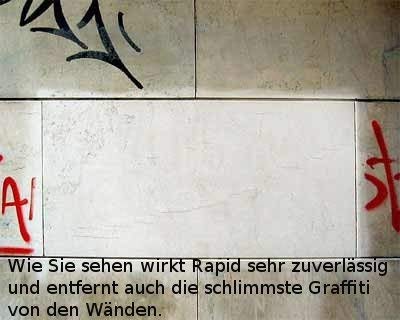 Wie Sie sehen wirkt Rapid sehr zuverlässig
und entfernt auch die schlimmste Graffiti
von den Wänden.